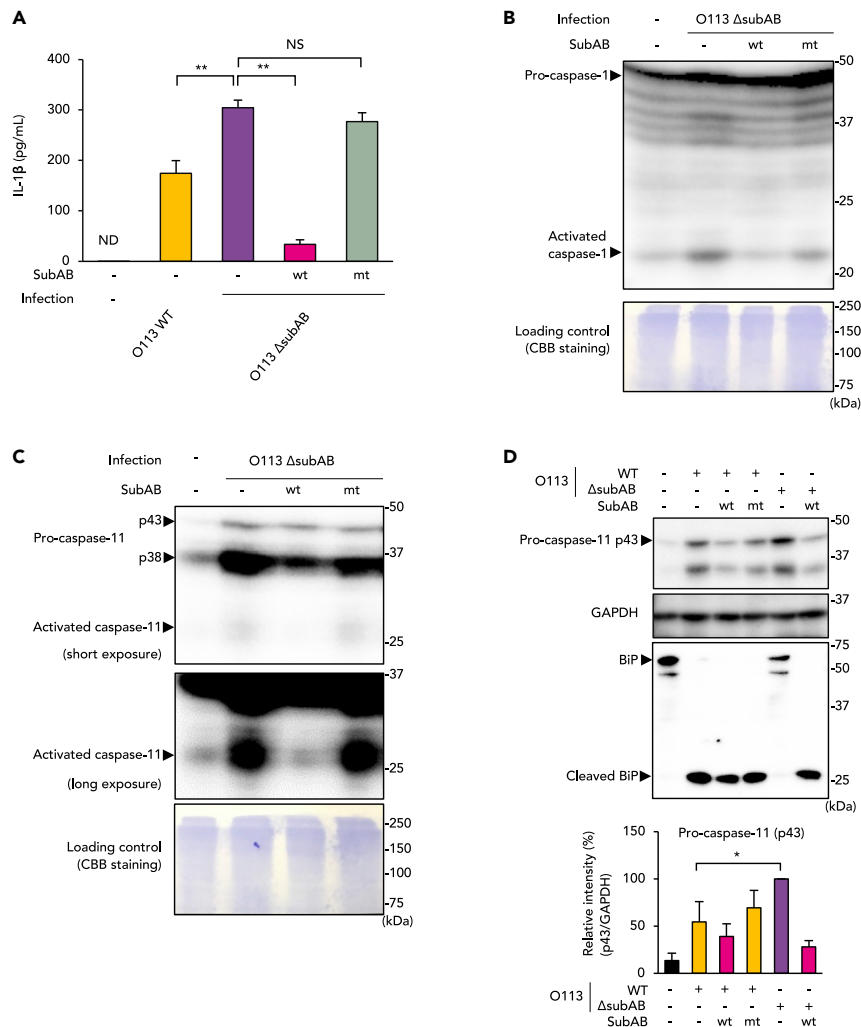 A
NS
** **
400
300
200
100
0
IL-1β (pg/mL)
ND
SubAB - - - wt mt
Infection -
O113 WT
O113 ΔsubAB
B
Infection - O113 ΔsubAB
SubAB - - wt mt
Pro-caspase-1
-50
-37
-25
Activated
caspase-1
-20
Loading control
(CBB staining)
-250
-150
-100
-75
(kDa)
C
Infection - O113 ΔsubAB
SubAB - - wt mt
-50
p43
Pro-caspase-11
p38
-37
Activated caspase-11
(short exposure)
-25
-37
Activated caspase-11
(long exposure)
-25
Loading control
(CBB staining)
-250
-150
-100
-75
(kDa)
D
O113
WT - + + + - -
ΔsubAB - - - - + +
SubAB - - wt mt - wt
-50
Pro-caspase-11 p43
-37
-37
GAPDH
-75
BiP
-50
-37
Cleaved BiP
-25
(kDa)
Pro-caspase-11 (p43)
150
100
50
0
*
Relative intensity (%)
(p43/GAPDH)
O113
WT - + + + - -
ΔsubAB - - - - + +
SubAB - - wt mt - wt